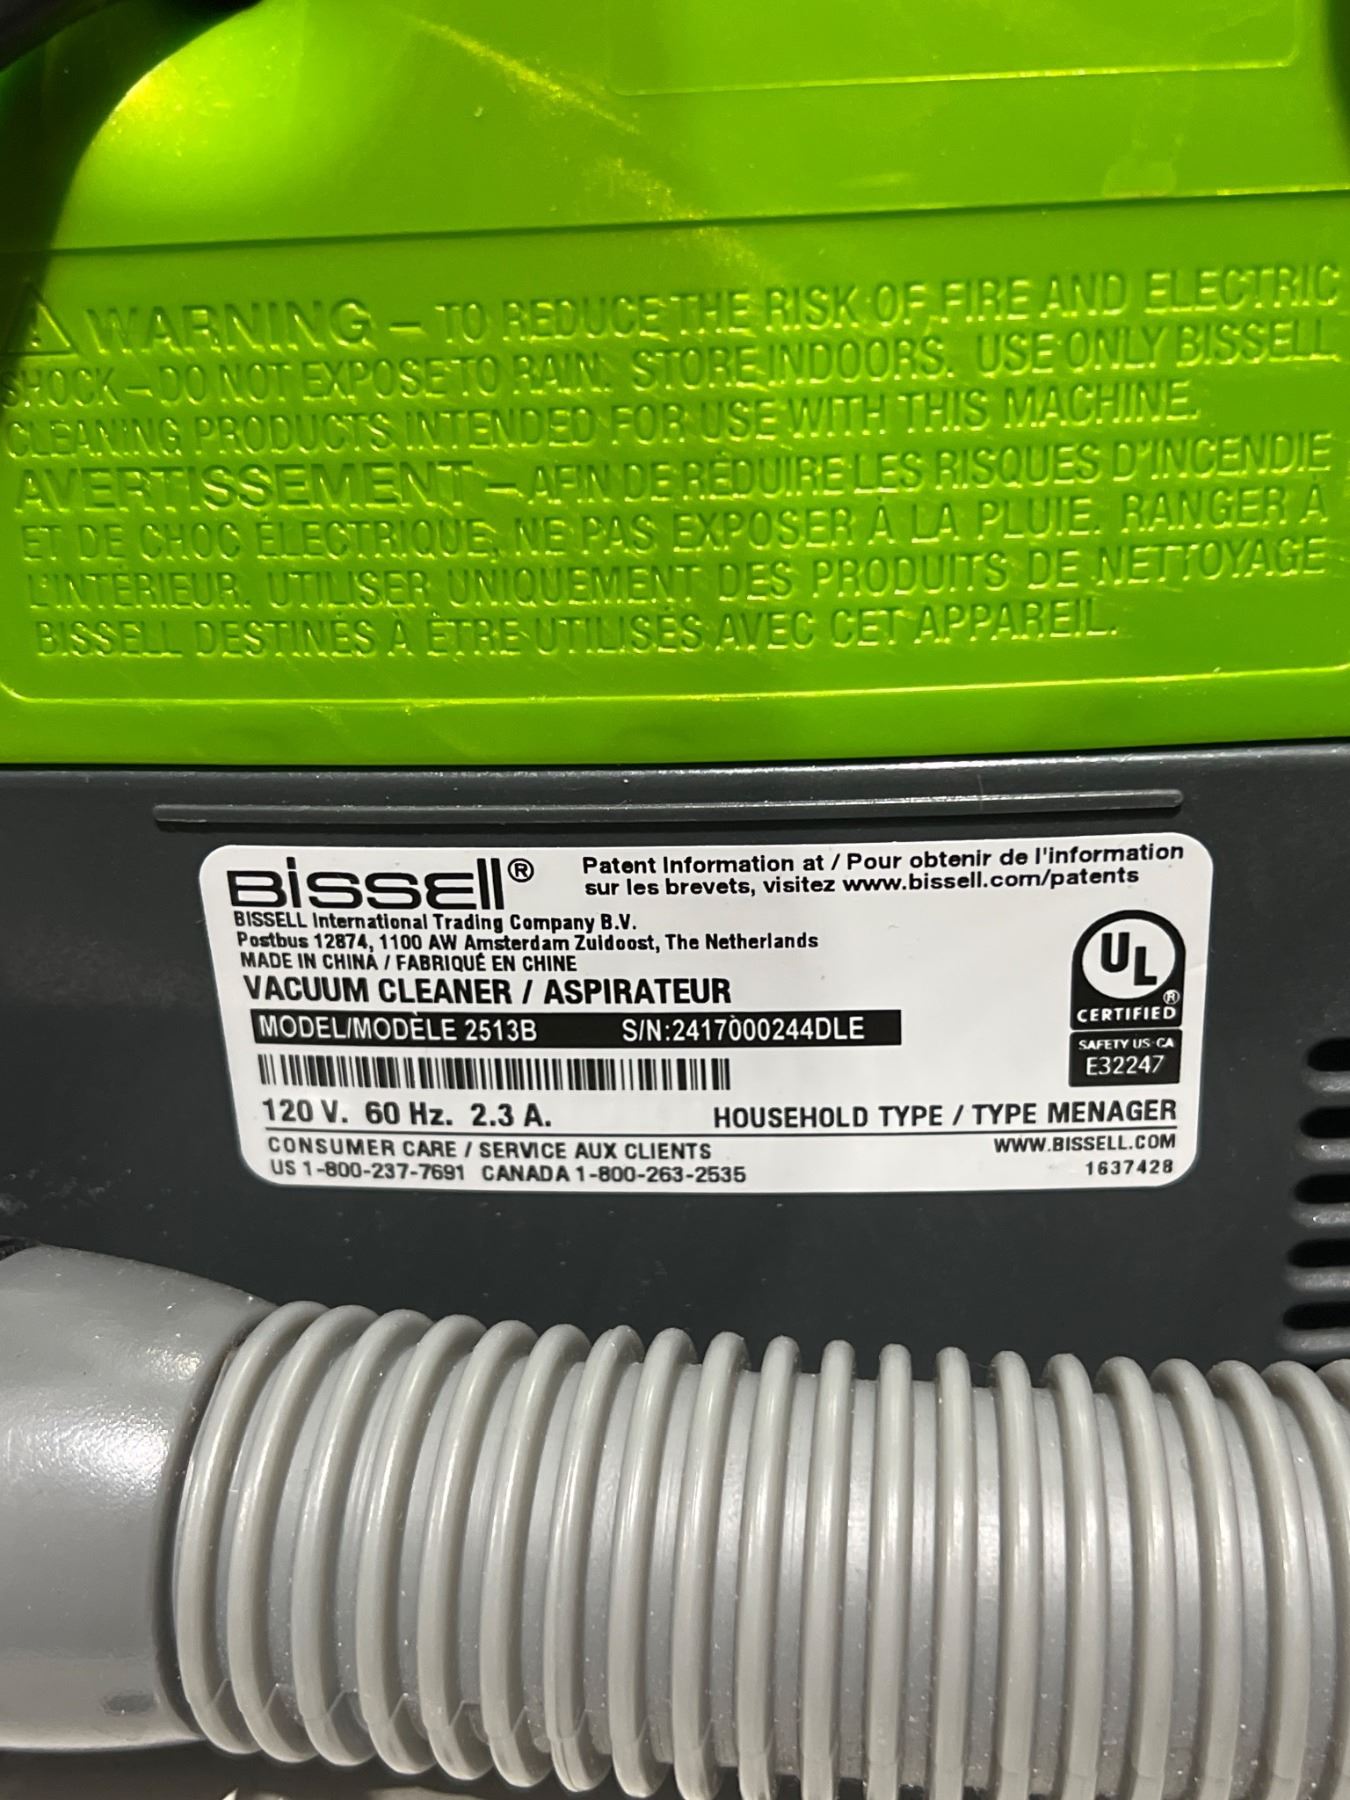 WARNING – TO REDUCE THE RISK OF FIRE AND ELECTRIC
SHOCK – DO NOT EXPOSE TO RAIN. STORE INDOORS. USE ONLY BISSELL
CLEANING PRODUCTS INTENDED FOR USE WITH THIS MACHINE.
AVERTISSEMENT – AFIN DE RÉDUIRE LES RISQUES D'INCENDIE
ET DE CHOC ÉLECTRIQUE, NE PAS EXPOSER À LA PLUIE. RANGER À
L'INTÉRIEUR. UTILISER UNIQUEMENT DES PRODUITS DE NETTOYAGE
BISSELL DESTINÉS À ÊTRE UTILISÉS AVEC CET APPAREIL.
BISSELL®
Patent Information at / Pour obtenir de l'information
sur les brevets, visitez www.bissell.com/patents
BISSELL International Trading Company B.V.
Postbus 12874, 1100 AW Amsterdam Zuidoost, The Netherlands
MADE IN CHINA / FABRIQUÉ EN CHINE
VACUUM CLEANER / ASPIRATEUR
MODEL/MODÈLE 2513B S/N:2417000244DLE
UL®
CERTIFIED
SAFETY US-CA
E32247
120 V. 60 Hz. 2.3 A. HOUSEHOLD TYPE / TYPE MENAGER
CONSUMER CARE / SERVICE AUX CLIENTS WWW.BISSELL.COM
US 1-800-237-7691 CANADA 1-800-263-2535 1637428